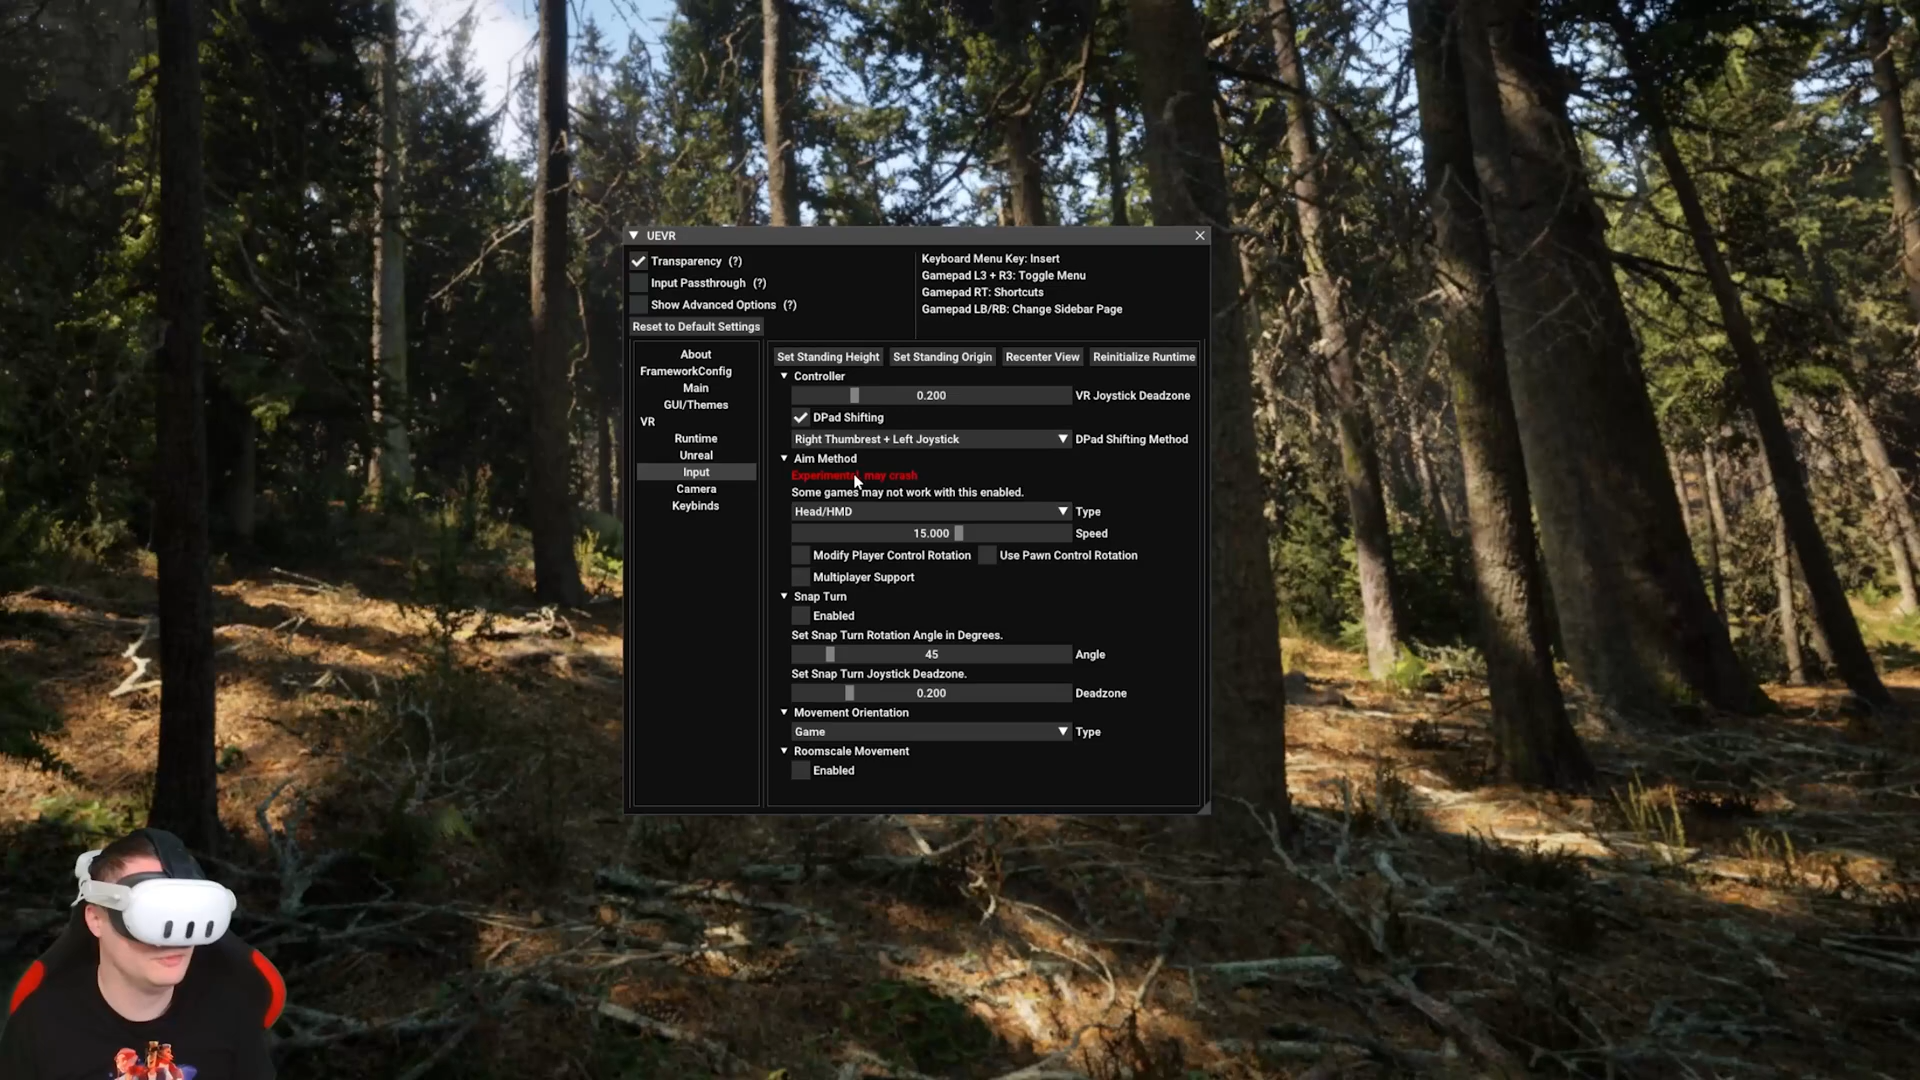 UEVR
Transparency (?)
Input Passthrough (?)
Show Advanced Options (?)
Reset to Default Settings
Keyboard Menu Key: Insert
Gamepad L3 + R3: Toggle Menu
Gamepad RT: Shortcuts
Gamepad LB/RB: Change Sidebar Page
About
FrameworkConfig
Main
GUI/Themes
VR
Runtime
Unreal
Input
Camera
Keybinds
Set Standing Height Set Standing Origin Recenter View Reinitialize Runtime
Controller
0.200 VR Joystick Deadzone
DPad Shifting
Right Thumbrest + Left Joystick DPad Shifting Method
Aim Method
Experimental, may crash
Some games may not work with this enabled.
Head/HMD Type
15.000 Speed
Modify Player Control Rotation Use Pawn Control Rotation
Multiplayer Support
Snap Turn
Enabled
Set Snap Turn Rotation Angle in Degrees.
45 Angle
Set Snap Turn Joystick Deadzone.
0.200 Deadzone
Movement Orientation
Game Type
Roomscale Movement
Enabled